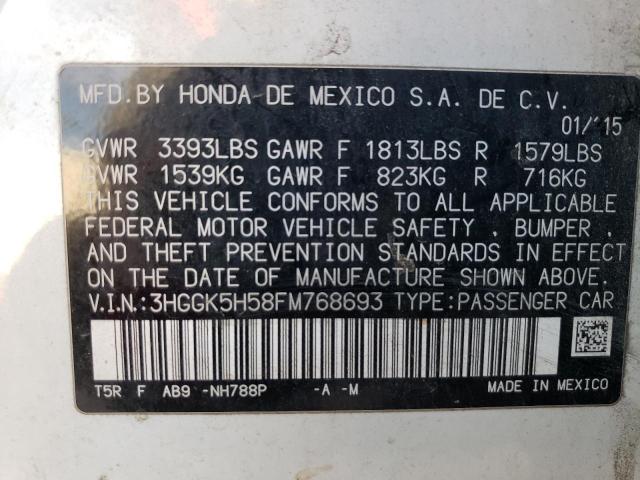 MFD.BY HONDA DE MEXICO S.A. DE C.V.
01/'15
GVWR 3393LBS GAWR F 1813LBS R 1579LBS
GVWR 1539KG GAWR F 823KG R 716KG
THIS VEHICLE CONFORMS TO ALL APPLICABLE
FEDERAL MOTOR VEHICLE SAFETY , BUMPER ,
AND THEFT PREVENTION STANDARDS IN EFFECT
ON THE DATE OF MANUFACTURE SHOWN ABOVE.
V.I.N.:3HGGK5H58FM768693 TYPE:PASSENGER CAR
T5R F AB9 -NH788P -A -M MADE IN MEXICO